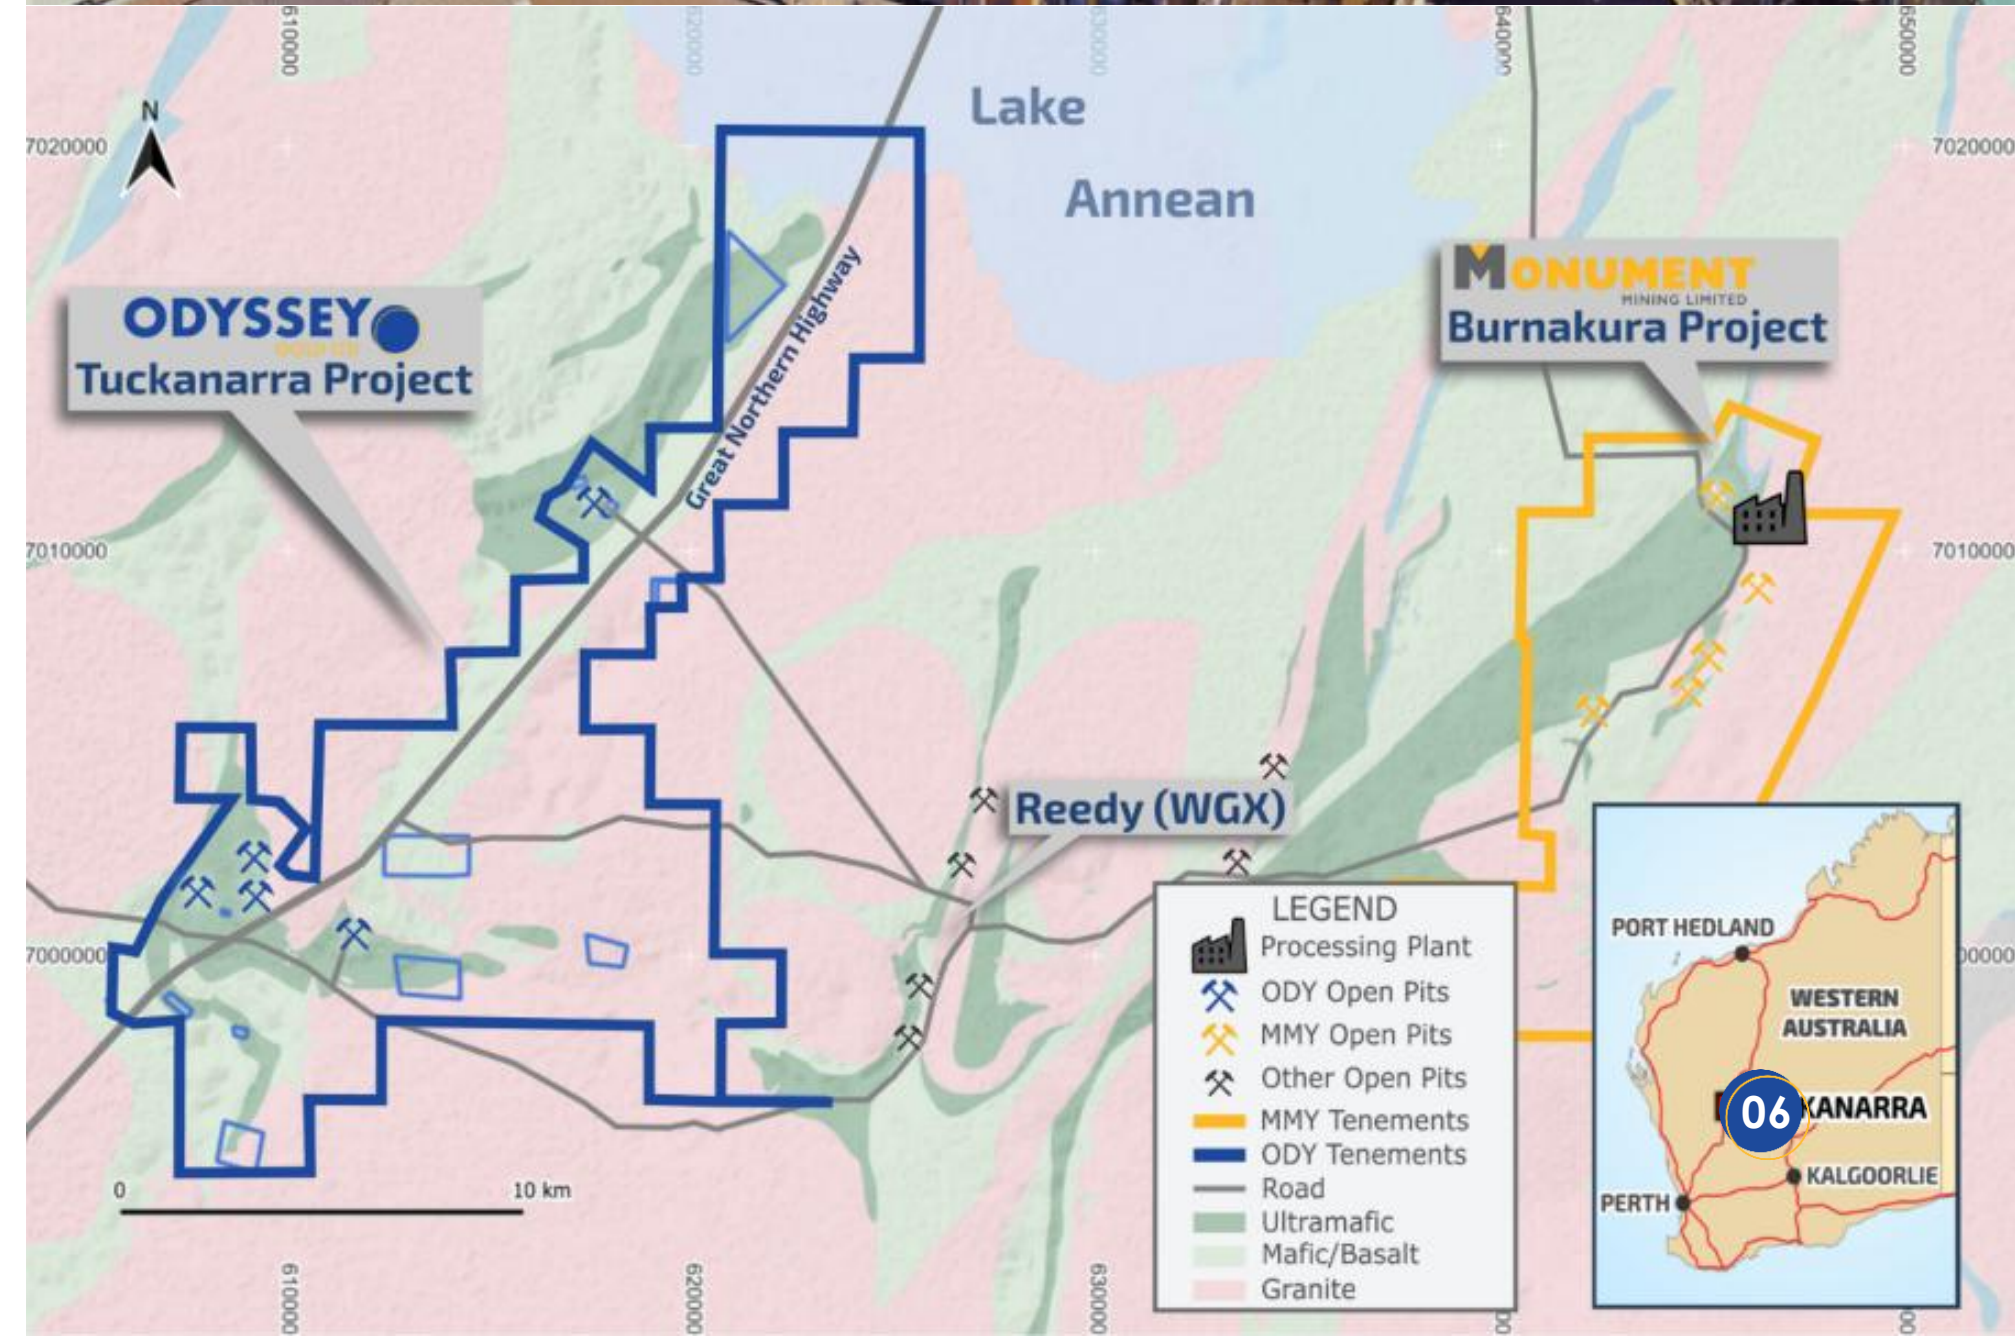 610000
620000
630000
640000
650000
N
7020000
7020000
Lake
Annean
ODYSSEY
Tuckanarra Project
MONUMENT
MINING LIMITED
Burnakura Project
Great Northern Highway
7010000
7010000
Reedy (WGX)
7000000
00000
LEGEND
Processing Plant
ODY Open Pits
MMY Open Pits
Other Open Pits
MMY Tenements
ODY Tenements
Road
Ultramafic
Mafic/Basalt
Granite
PORT HEDLAND
WESTERN
AUSTRALIA
06
KANARRA
KALGOORLIE
PERTH
0
10 km
610000
620000
630000
00
00